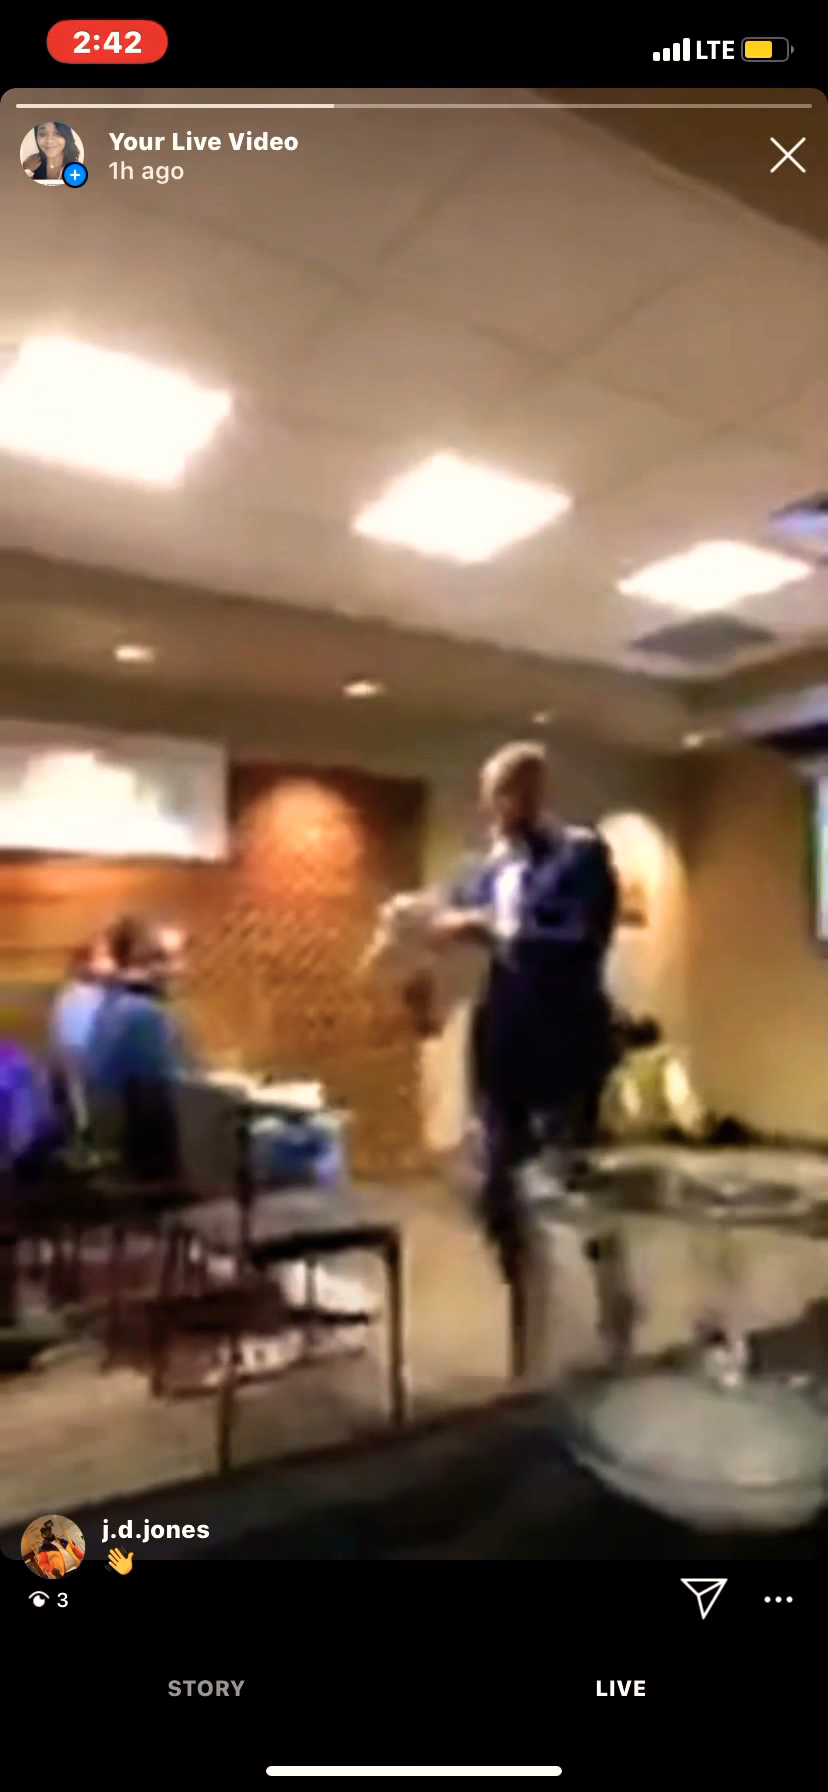 2:42 LTE
Your Live Video
1h ago
j.d.jones
👋
3
STORY LIVE